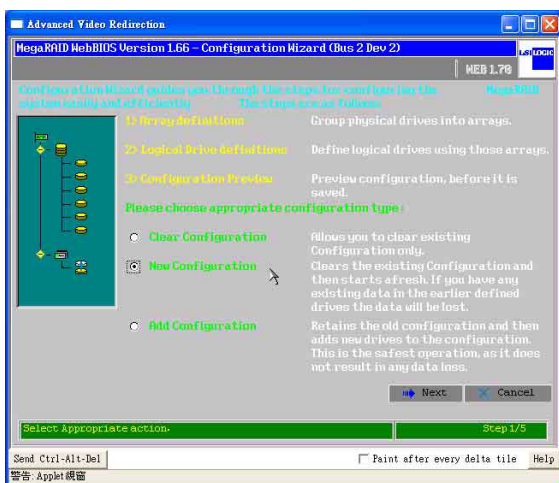 Advanced Video Redirection
MegaRAID WebBIOS Version 1.66 – Configuration Wizard (Bus 2 Dev 2)
LSI LOGIC
WEB 1.70
Configuration Wizard guides you through the steps for configuring the MegaRAID
system easily and efficiently The steps are as follows:
1) Array definitions Group physical drives into arrays.
2) Logical Drive definitions Define logical drives using those arrays.
3) Configuration Preview Preview configuration, before it is
saved.
Please choose appropriate configuration type:
Clear Configuration Allows you to clear existing
Configuration only.
New Configuration Clears the existing Configuration and
then starts afresh. If you have any
existing data in the earlier defined
drives the data will be lost.
Add Configuration Retains the old configuration and then
adds new drives to the configuration.
This is the safest operation, as it does
not result in any data loss.
Next Cancel
Select Appropriate action. Step 1/5
Send Ctrl-Alt-Del Paint after every delta tile Help
警告: Applet 視窗